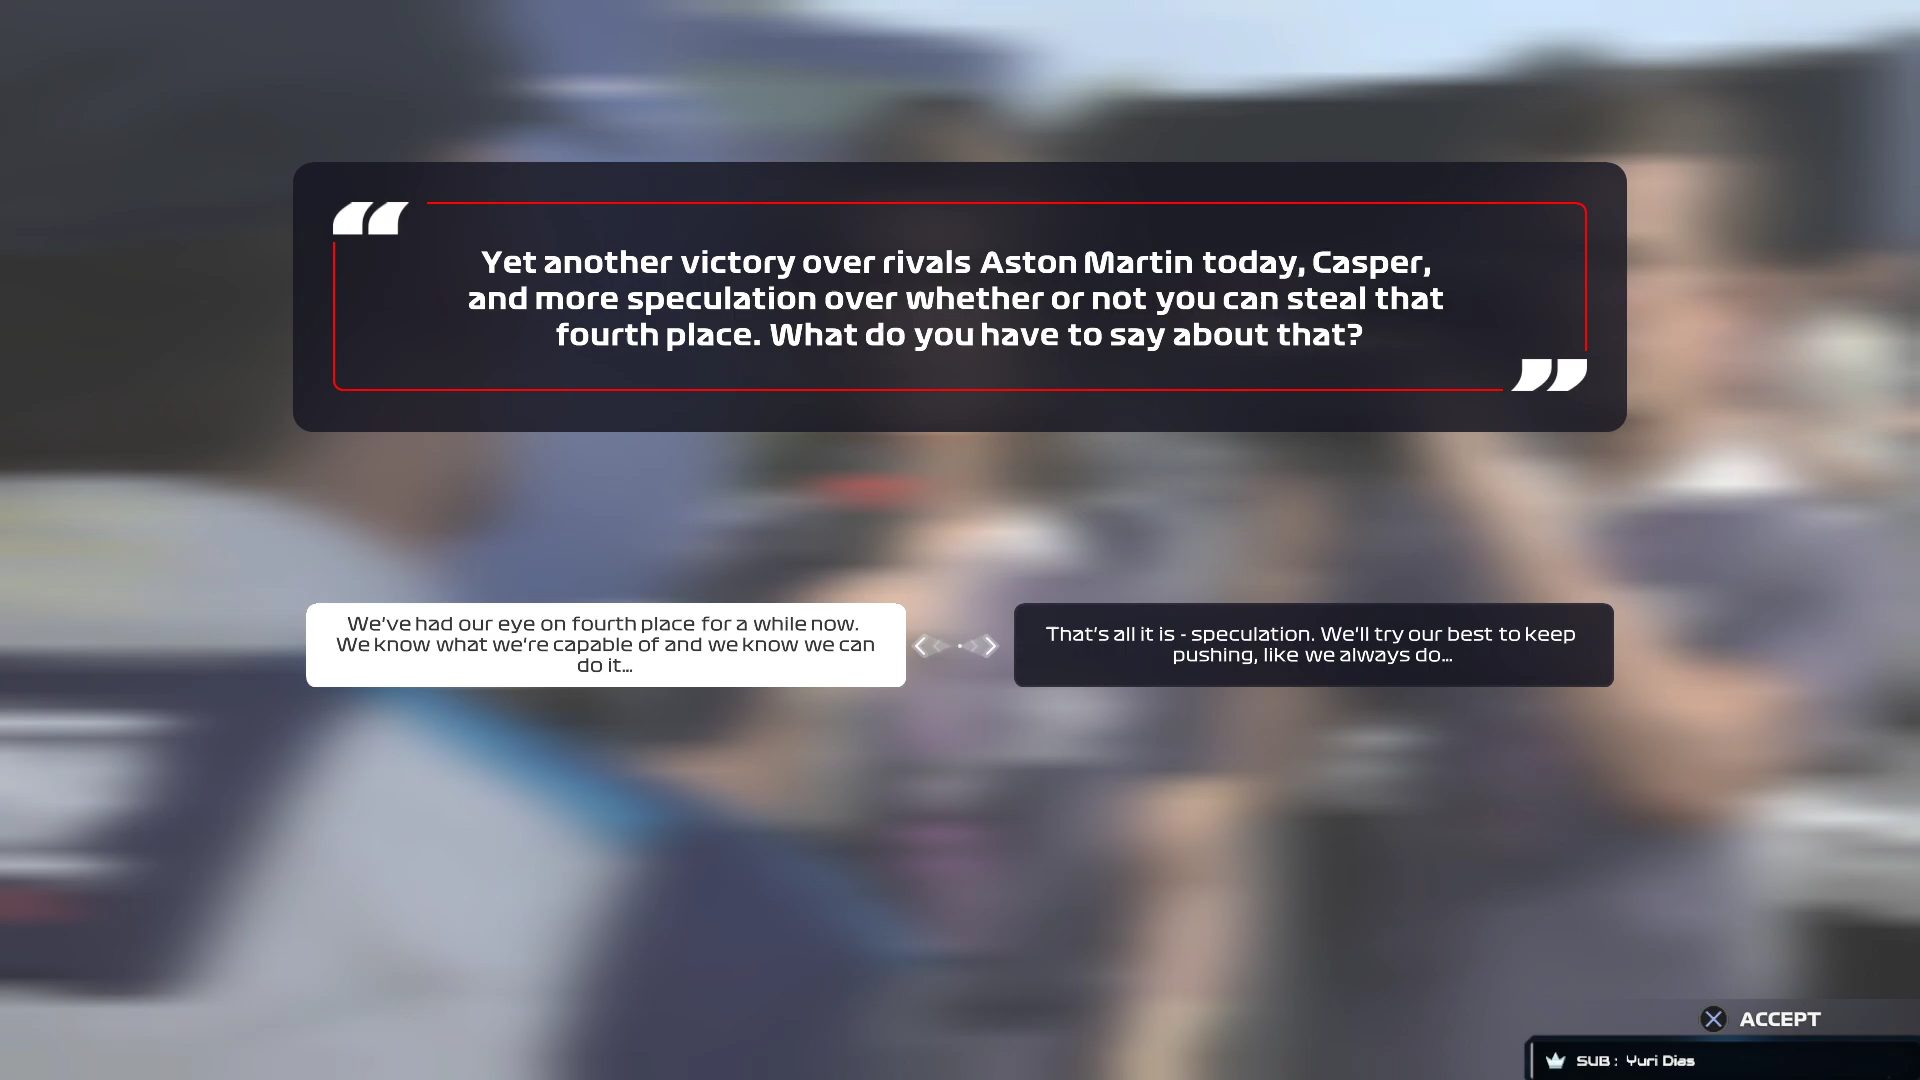 Yet another victory over rivals Aston Martin today, Casper,
and more speculation over whether or not you can steal that
fourth place. What do you have to say about that?
We've had our eye on fourth place for a while now.
We know what we're capable of and we know we can
do it...
That's all it is - speculation. We'll try our best to keep
pushing, like we always do...
ACCEPT
SUB : Yuri Dias